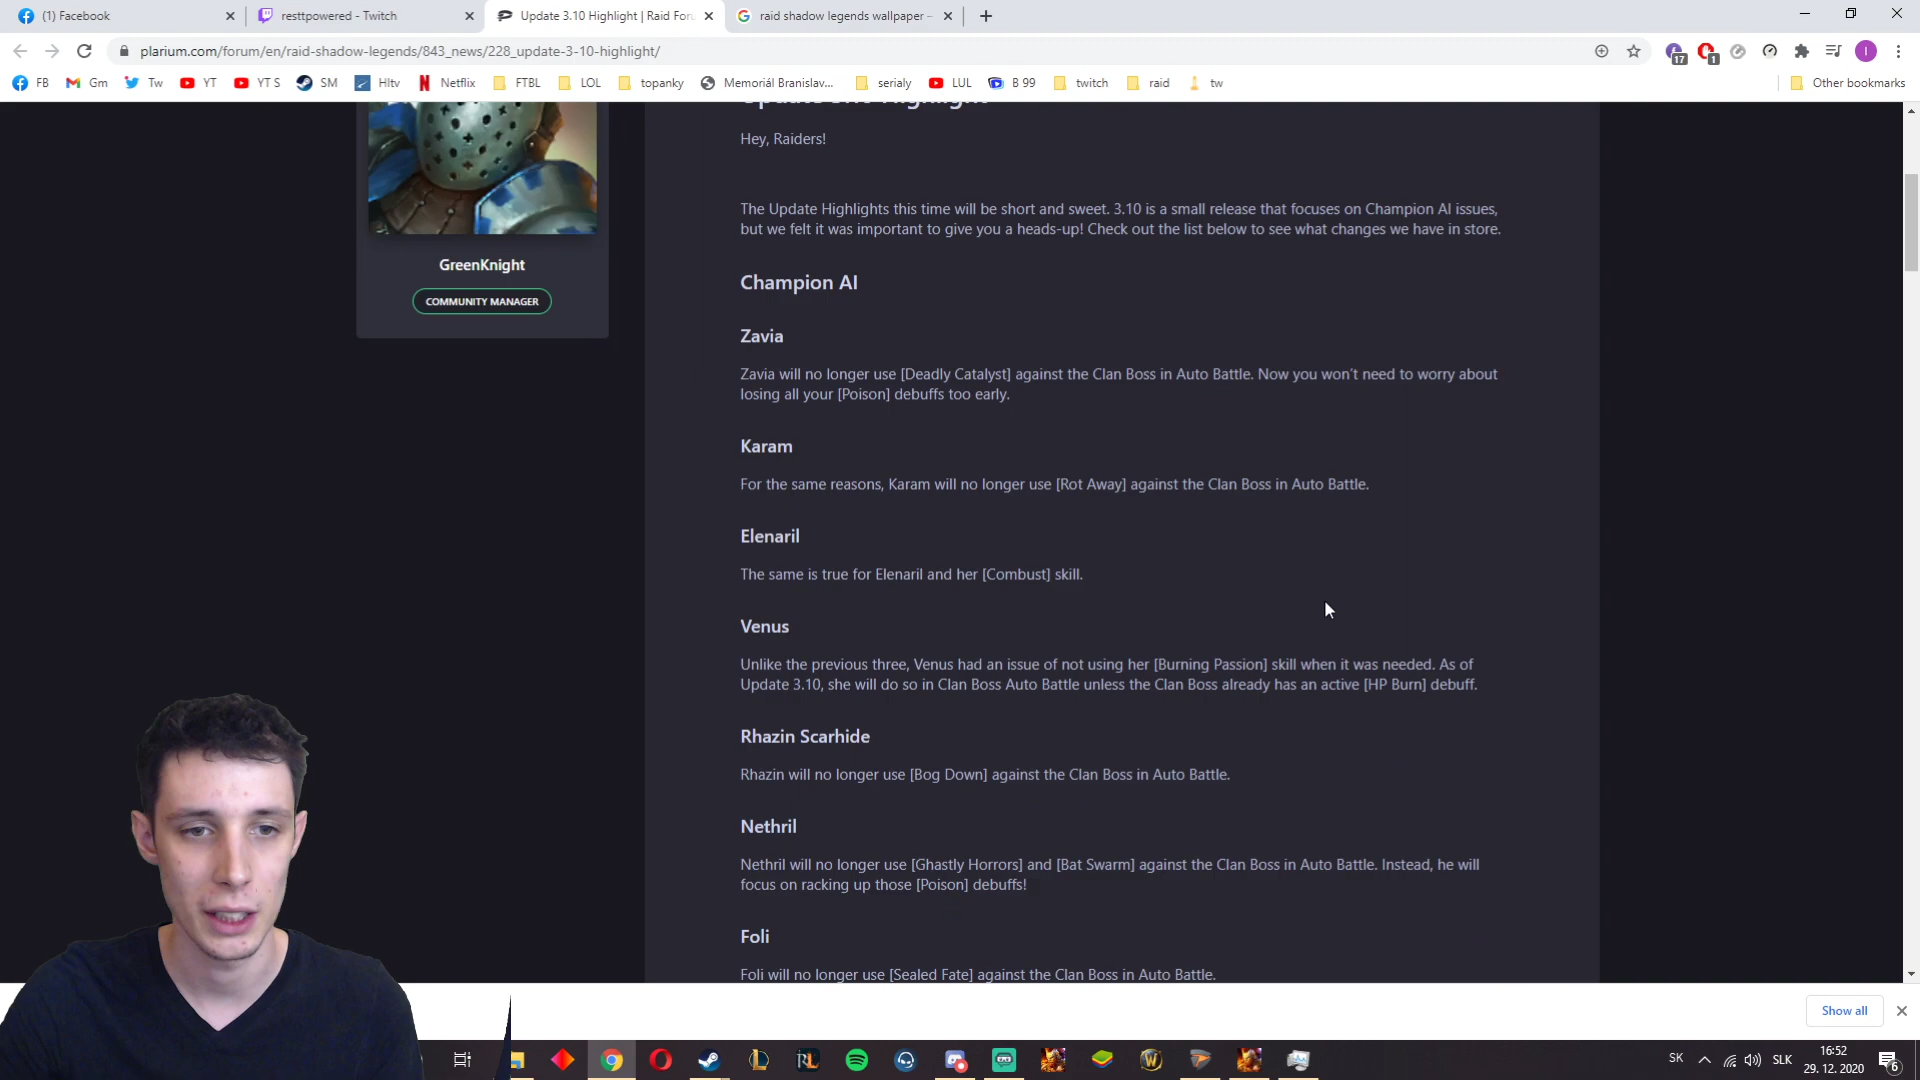 (1) Facebook
resttpowered - Twitch
Update 3.10 Highlight | Raid For
raid shadow legends wallpaper –
plarium.com/forum/en/raid-shadow-legends/843_news/228_update-3-10-highlight/
17
1
I
FB
Gm
Tw
YT
YT S
SM
Hltv
Netflix
FTBL
LOL
topanky
Memoriál Branislav...
serialy
LUL
B 99
twitch
raid
tw
Other bookmarks
Update 3.10 Highlight
Hey, Raiders!
The Update Highlights this time will be short and sweet. 3.10 is a small release that focuses on Champion AI issues,
but we felt it was important to give you a heads-up! Check out the list below to see what changes we have in store.
GreenKnight
COMMUNITY MANAGER
Champion AI
Zavia
Zavia will no longer use [Deadly Catalyst] against the Clan Boss in Auto Battle. Now you won't need to worry about
losing all your [Poison] debuffs too early.
Karam
For the same reasons, Karam will no longer use [Rot Away] against the Clan Boss in Auto Battle.
Elenaril
The same is true for Elenaril and her [Combust] skill.
Venus
Unlike the previous three, Venus had an issue of not using her [Burning Passion] skill when it was needed. As of
Update 3.10, she will do so in Clan Boss Auto Battle unless the Clan Boss already has an active [HP Burn] debuff.
Rhazin Scarhide
Rhazin will no longer use [Bog Down] against the Clan Boss in Auto Battle.
Nethril
Nethril will no longer use [Ghastly Horrors] and [Bat Swarm] against the Clan Boss in Auto Battle. Instead, he will
focus on racking up those [Poison] debuffs!
Foli
Foli will no longer use [Sealed Fate] against the Clan Boss in Auto Battle.
Show all
SK
SLK
16:52
29. 12. 2020
6